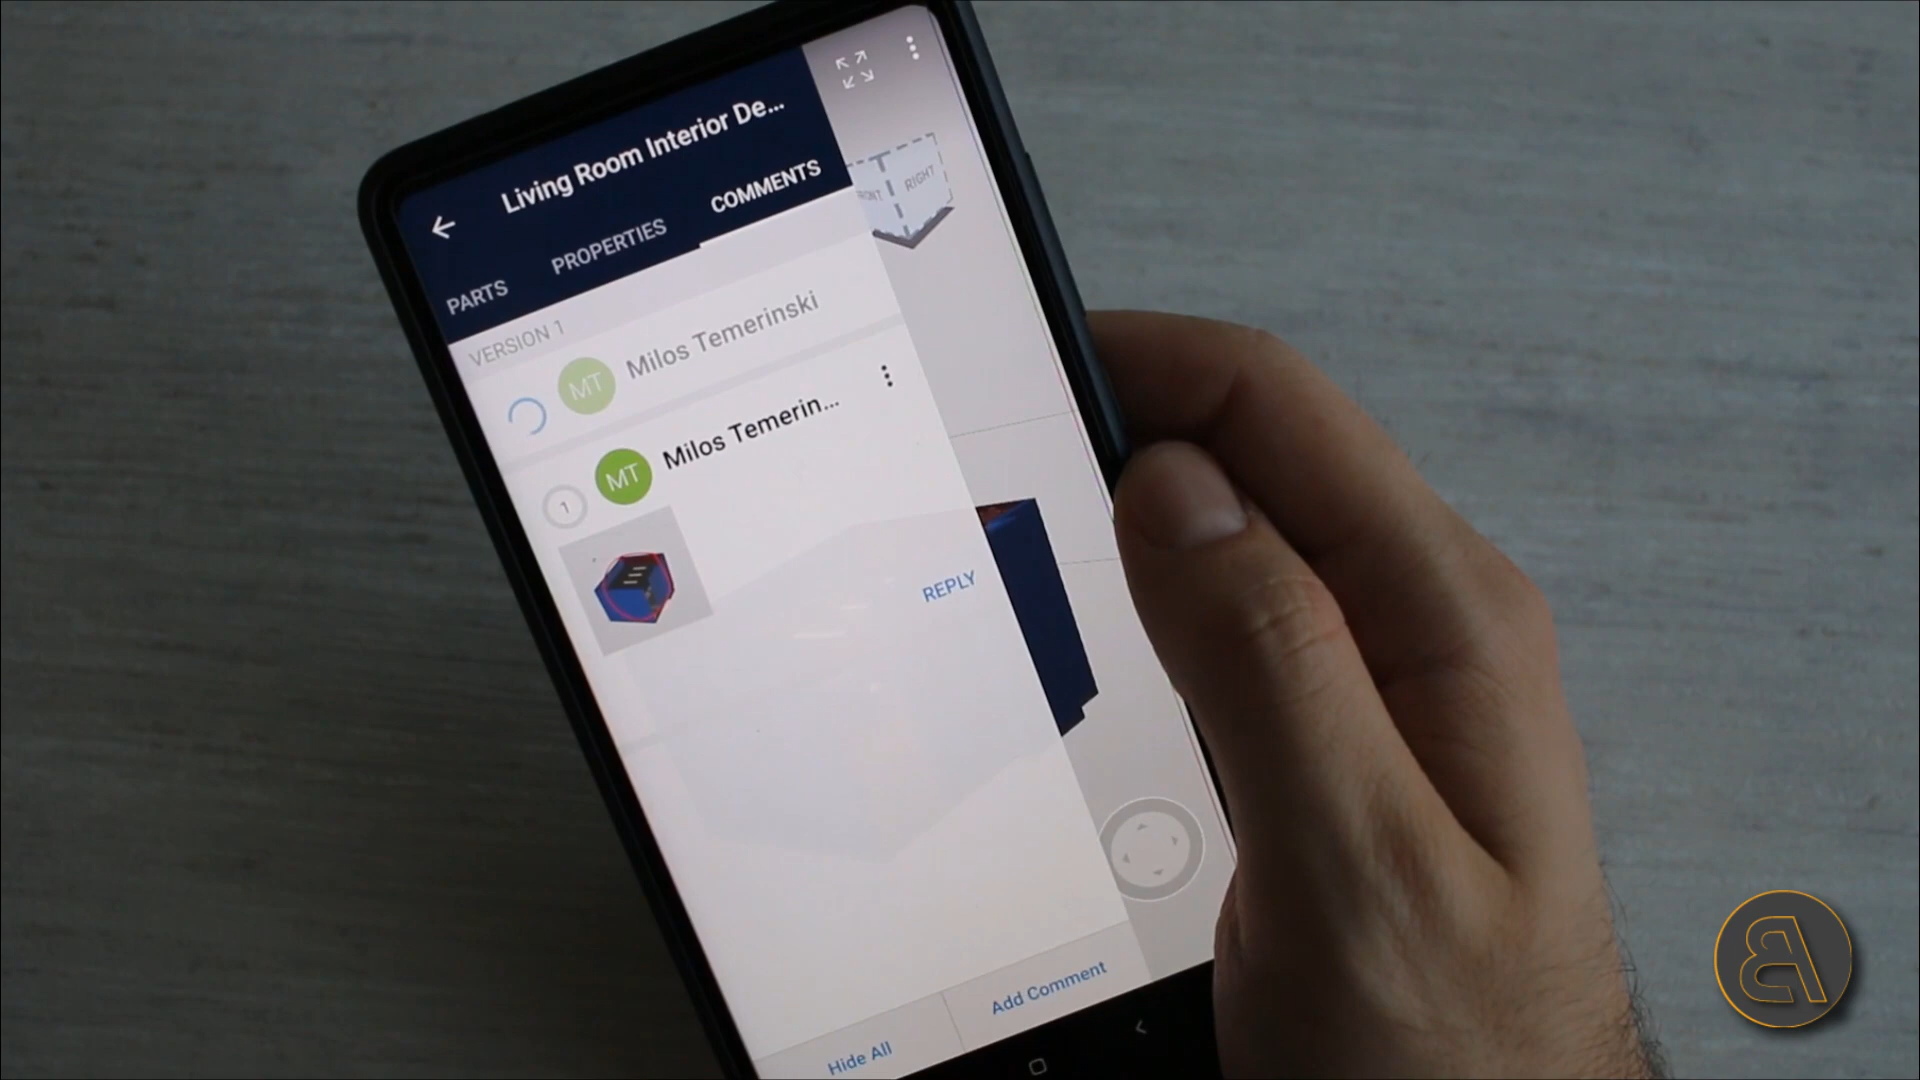 Living Room Interior De...
PARTS
PROPERTIES
COMMENTS
RIGHT
VERSION 1
MT
Milos Temerinski
1
MT
Milos Temerin...
REPLY
Hide All
Add Comment